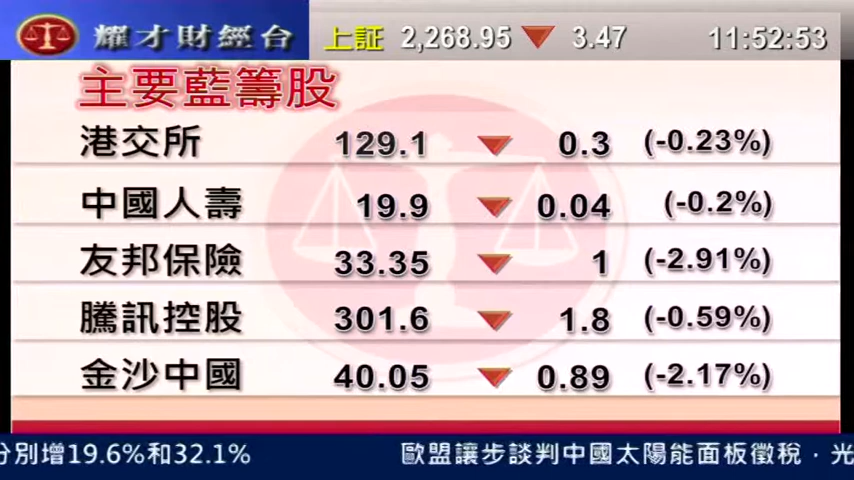 耀才財經台 上証 2,268.95 ▼ 3.47 11:52:53
主要藍籌股
港交所 129.1 ▼ 0.3 (-0.23%)
中國人壽 19.9 ▼ 0.04 (-0.2%)
友邦保險 33.35 ▼ 1 (-2.91%)
騰訊控股 301.6 ▼ 1.8 (-0.59%)
金沙中國 40.05 ▼ 0.89 (-2.17%)
分別增19.6%和32.1% 歐盟讓步談判中國太陽能面板徵稅‧光